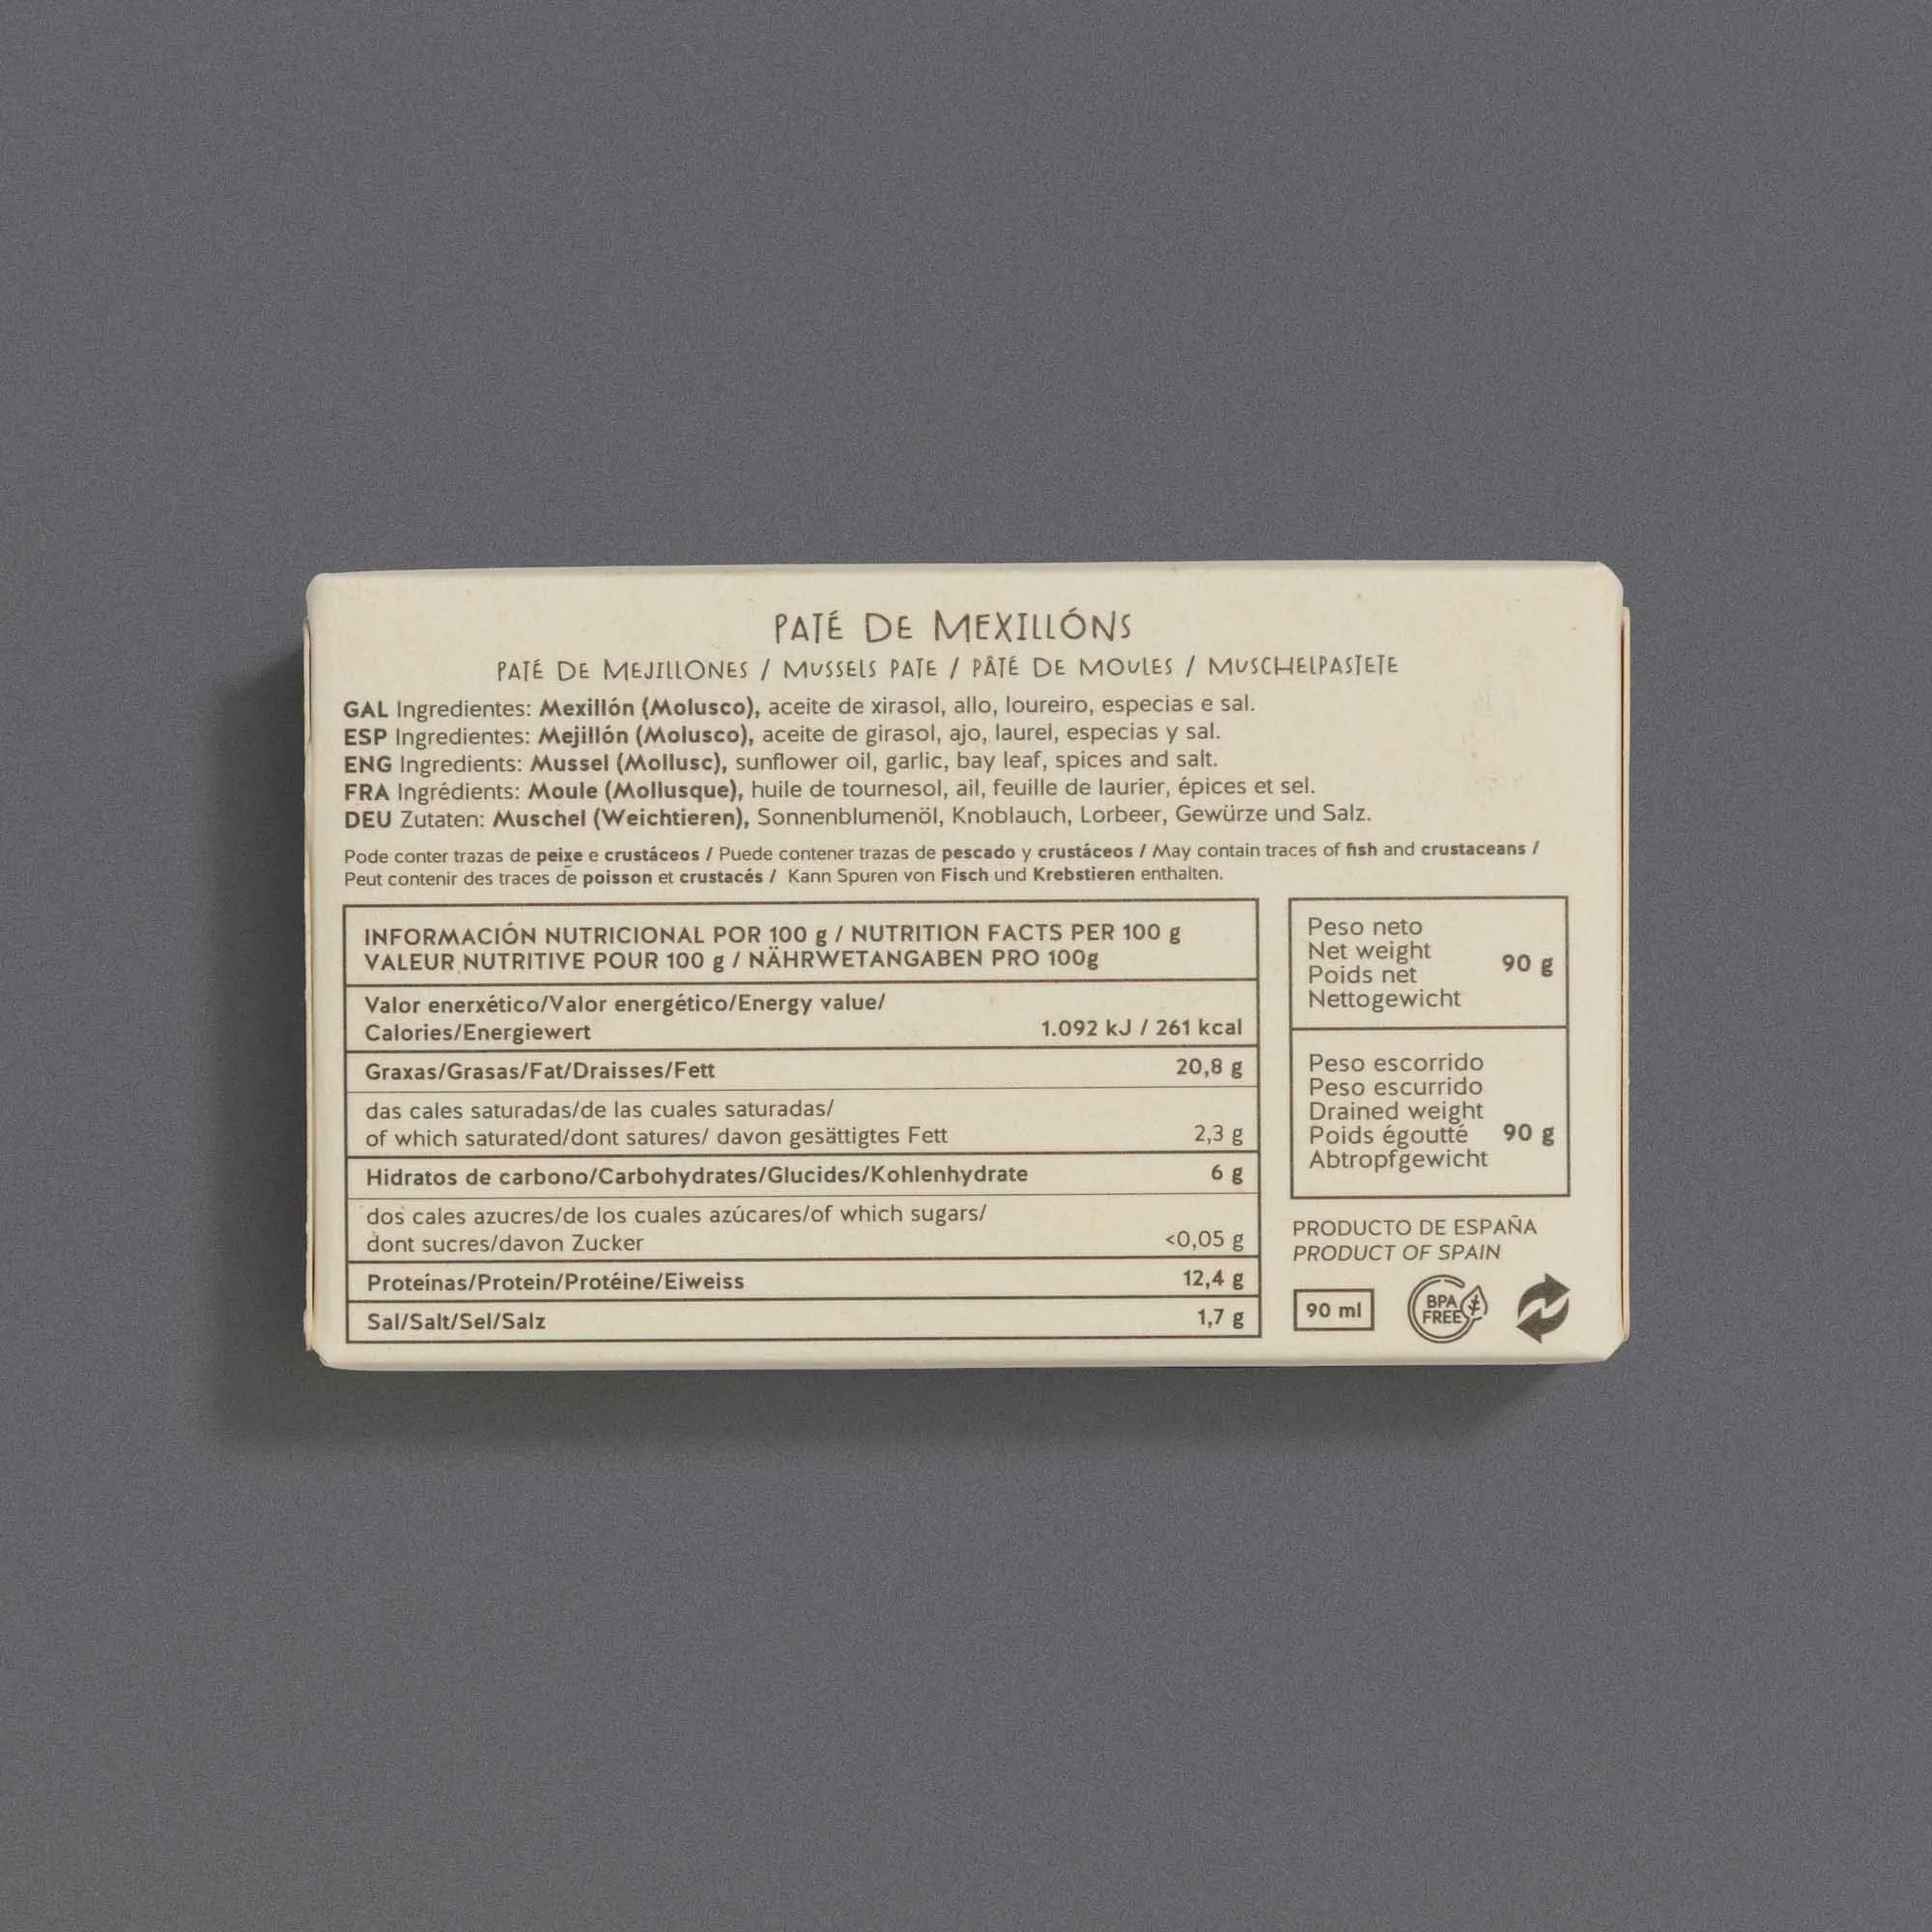 PATÉ DE MEXILLÓNS
PATÉ DE MEJILLONES / MUSSELS PATE / PÂTÉ DE MOULES / MUSCHELPASTETE
GAL Ingredientes: Mexillón (Molusco), aceite de xirasol, allo, loureiro, especias e sal.
ESP Ingredientes: Mejillón (Molusco), aceite de girasol, ajo, laurel, especias y sal.
ENG Ingredients: Mussel (Mollusc), sunflower oil, garlic, bay leaf, spices and salt.
FRA Ingrédients: Moule (Mollusque), huile de tournesol, ail, feuille de laurier, épices et sel.
DEU Zutaten: Muschel (Weichtieren), Sonnenblumenöl, Knoblauch, Lorbeer, Gewürze und Salz.
Pode conter trazas de peixe e crustáceos / Puede contener trazas de pescado y crustáceos / May contain traces of fish and crustaceans /
Peut contenir des traces de poisson et crustacés / Kann Spuren von Fisch und Krebstieren enthalten.
INFORMACIÓN NUTRICIONAL POR 100 g / NUTRITION FACTS PER 100 g
VALEUR NUTRITIVE POUR 100 g / NÄHRWETANGABEN PRO 100g
Valor enerxético/Valor energético/Energy value/
Calories/Energiewert 1.092 kJ / 261 kcal
Graxas/Grasas/Fat/Draisses/Fett 20,8 g
das cales saturadas/de las cuales saturadas/
of which saturated/dont satures/ davon gesättigtes Fett 2,3 g
Hidratos de carbono/Carbohydrates/Glucides/Kohlenhydrate 6 g
dos cales azucres/de los cuales azúcares/of which sugars/
dont sucres/davon Zucker <0,05 g
Proteínas/Protein/Protéine/Eiweiss 12,4 g
Sal/Salt/Sel/Salz 1,7 g
Peso neto
Net weight
Poids net
Nettogewicht
90 g
Peso escorrido
Peso escurrido
Drained weight
Poids égoutté
Abtropfgewicht
90 g
PRODUCTO DE ESPAÑA
PRODUCT OF SPAIN
90 ml
BPA
FREE